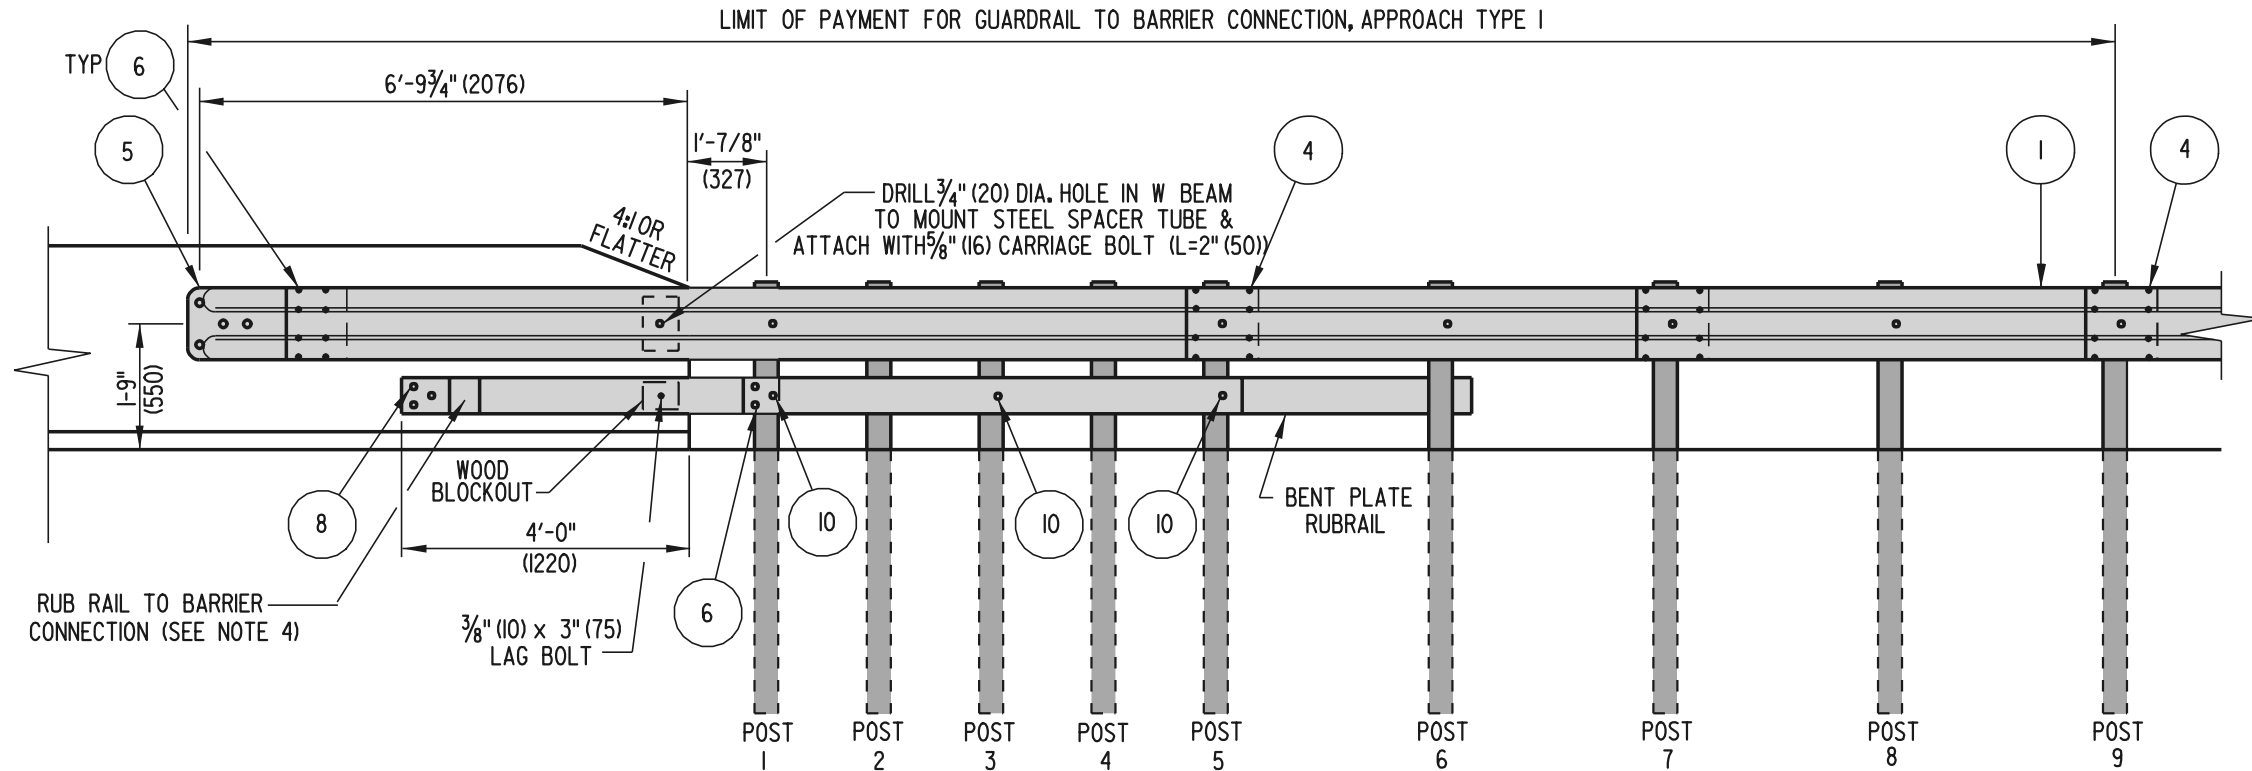 LIMIT OF PAYMENT FOR GUARDRAIL TO BARRIER CONNECTION, APPROACH TYPE I
TYP 6
6'-9¾" (2076)
5
1'-7/8"
(327)
4
1
4
DRILL ¾" (20) DIA. HOLE IN W BEAM
TO MOUNT STEEL SPACER TUBE &
ATTACH WITH ⅝" (16) CARRIAGE BOLT (L=2" (50))
4:1 OR
FLATTER
1'-9"
(550)
WOOD
BLOCKOUT
8
10
10
10
BENT PLATE
RUBRAIL
4'-0"
(1220)
RUB RAIL TO BARRIER
CONNECTION (SEE NOTE 4)
6
⅜" (10) x 3" (75)
LAG BOLT
POST
1
POST
2
POST
3
POST
4
POST
5
POST
6
POST
7
POST
8
POST
9